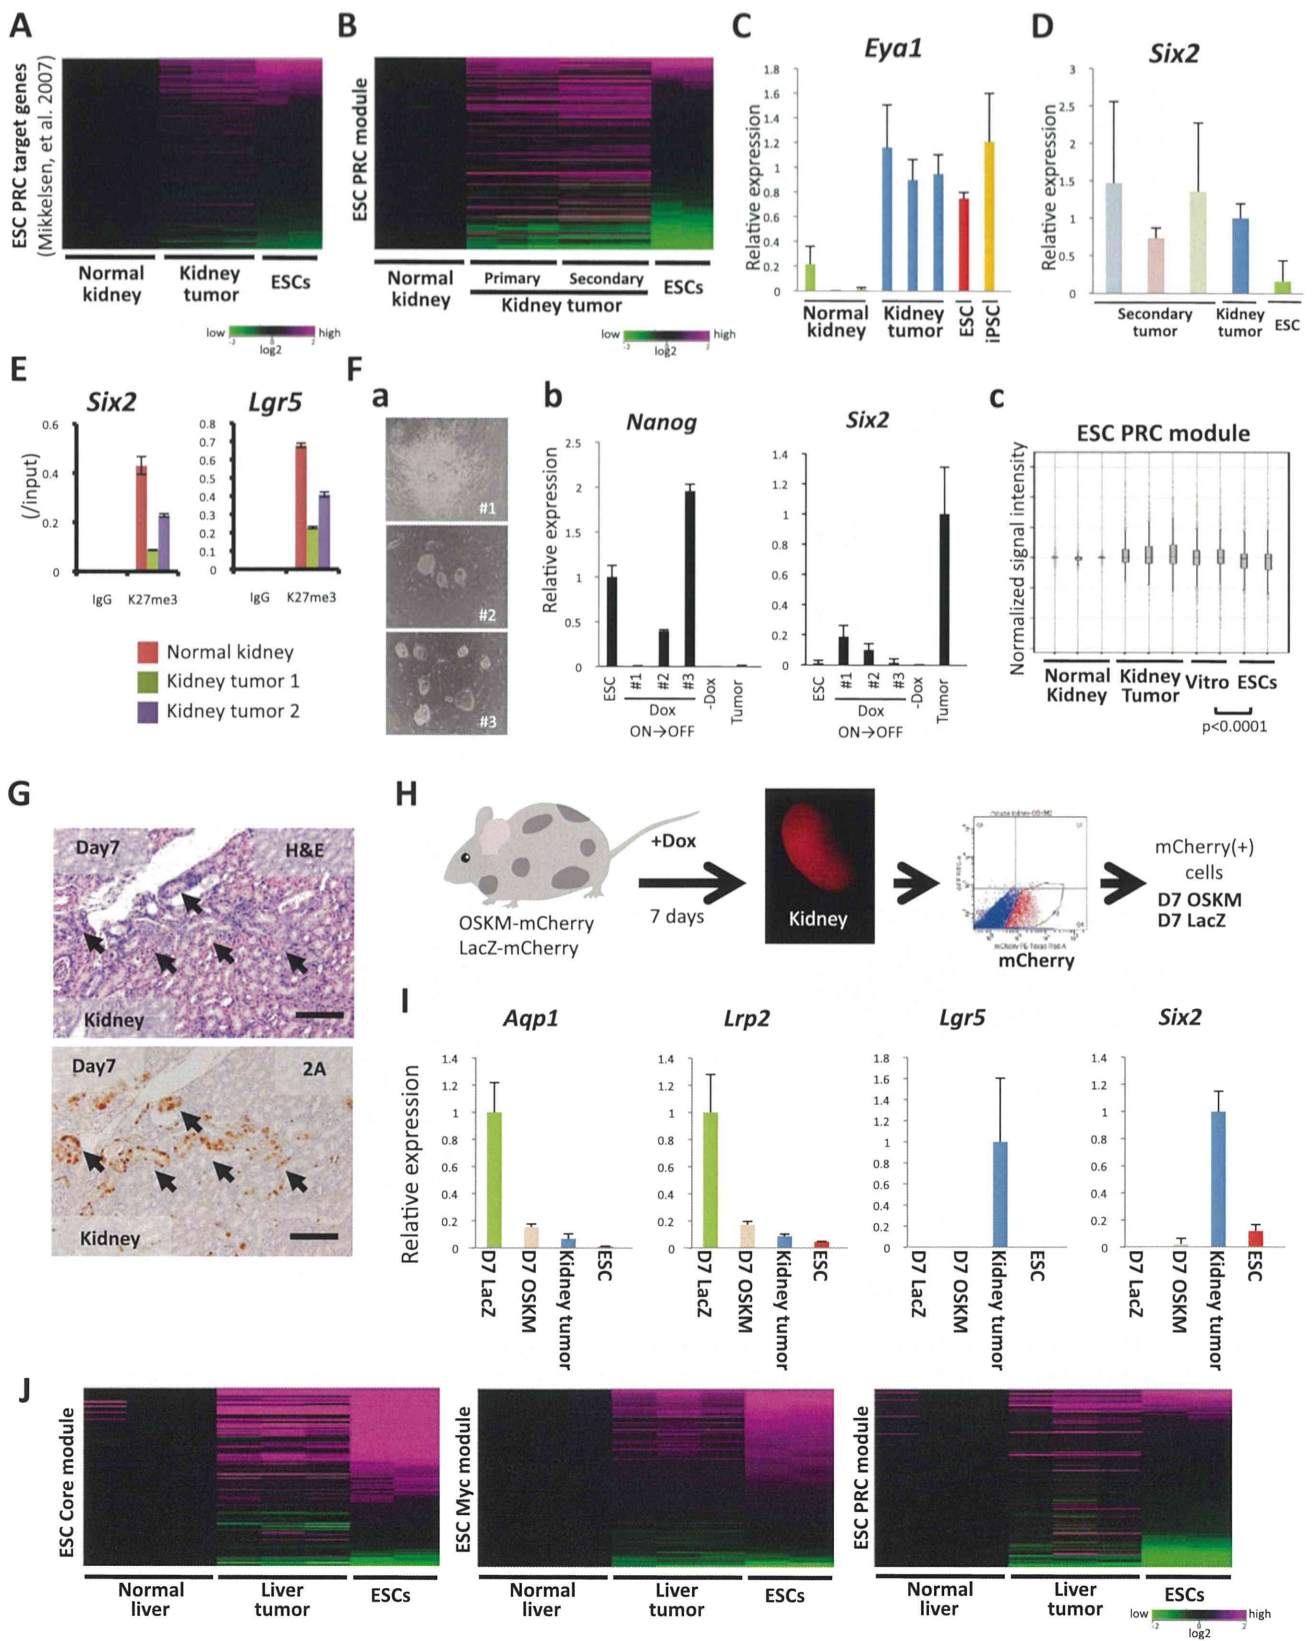 A
ESC PRC target genes
(Mikkelsen, et al. 2007)
Normal
kidney
Kidney
tumor
ESCs
low
high
-2 0 2
log2
B
ESC PRC module
Normal
kidney
Primary
Secondary
Kidney tumor
ESCs
low
high
-2 0 2
log2
C
Eya1
Relative expression
1.8
1.6
1.4
1.2
1
0.8
0.6
0.4
0.2
0
Normal
kidney
Kidney
tumor
ESC
iPSC
D
Six2
Relative expression
3
2.5
2
1.5
1
0.5
0
Secondary
tumor
Kidney
tumor
ESC
E
Six2
(/input)
0.6
0.4
0.2
0
IgG K27me3
Lgr5
0.8
0.7
0.6
0.5
0.4
0.3
0.2
0.1
0
IgG K27me3
Normal kidney
Kidney tumor 1
Kidney tumor 2
F
a
#1
#2
#3
b
Nanog
Relative expression
2.5
2
1.5
1
0.5
0
ESC
#1
#2
#3
-Dox
Tumor
Dox
ON→OFF
Six2
1.4
1.2
1
0.8
0.6
0.4
0.2
0
ESC
#1
#2
#3
-Dox
Tumor
Dox
ON→OFF
c
ESC PRC module
Normalized signal intensity
Normal
Kidney
Kidney
Tumor
Vitro
ESCs
p<0.0001
G
Day7
H&E
Kidney
Day7
2A
Kidney
H
OSKM-mCherry
LacZ-mCherry
+Dox
7 days
Kidney
mCherry
mCherry(+)
cells
D7 OSKM
D7 LacZ
I
Relative expression
Aqp1
1.4
1.2
1
0.8
0.6
0.4
0.2
0
D7 LacZ
D7 OSKM
Kidney tumor
ESC
Lrp2
1.4
1.2
1
0.8
0.6
0.4
0.2
0
D7 LacZ
D7 OSKM
Kidney tumor
ESC
Lgr5
1.8
1.6
1.4
1.2
1
0.8
0.6
0.4
0.2
0
D7 LacZ
D7 OSKM
Kidney tumor
ESC
Six2
1.4
1.2
1
0.8
0.6
0.4
0.2
0
D7 LacZ
D7 OSKM
Kidney tumor
ESC
J
ESC Core module
Normal
liver
Liver
tumor
ESCs
ESC Myc module
Normal
liver
Liver
tumor
ESCs
ESC PRC module
Normal
liver
Liver
tumor
ESCs
low
high
-2 0 2
log2